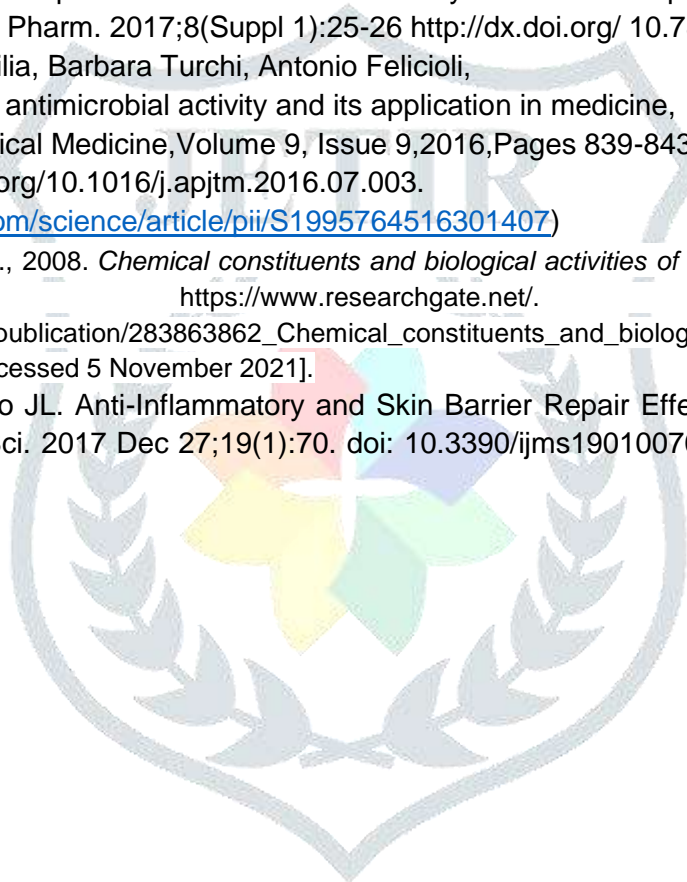 Pharm. 2017;8(Suppl 1):25-26 http://dx.doi.org/ 10.7
ilia, Barbara Turchi, Antonio Felicioli,
antimicrobial activity and its application in medicine,
ical Medicine,Volume 9, Issue 9,2016,Pages 839-843
org/10.1016/j.apjtm.2016.07.003.
om/science/article/pii/S1995764516301407)
., 2008. Chemical constituents and biological activities of
https://www.researchgate.net/.
publication/283863862_Chemical_constituents_and_biolog
cessed 5 November 2021].
o JL. Anti-Inflammatory and Skin Barrier Repair Effe
Sci. 2017 Dec 27;19(1):70. doi: 10.3390/ijms1901007
JETIR